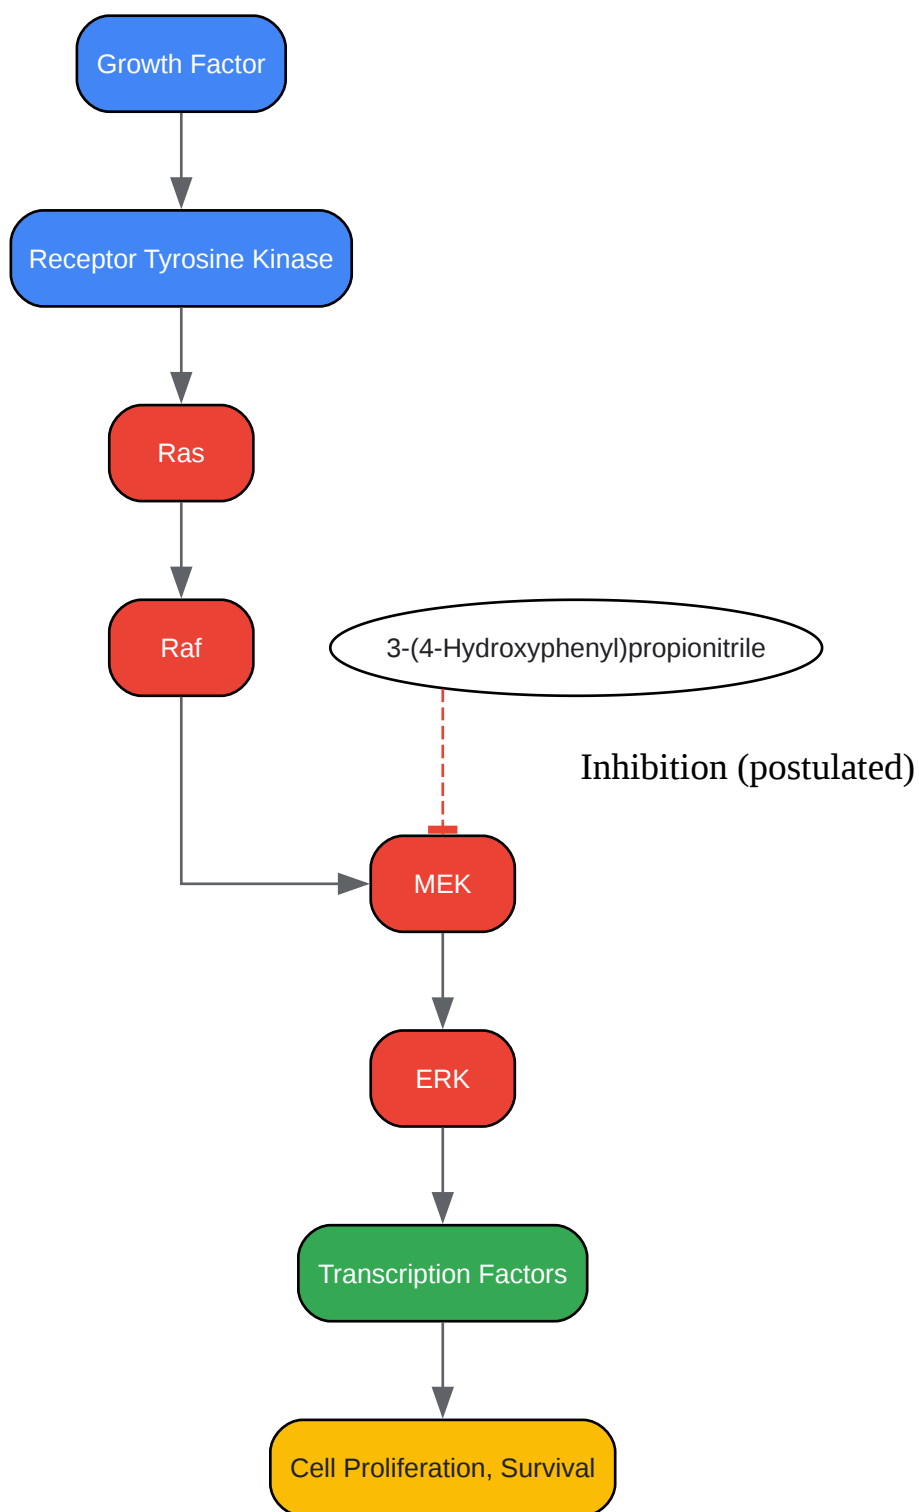 Growth Factor
Receptor Tyrosine Kinase
Ras
Raf
3-(4-Hydroxyphenyl)propionitrile
Inhibition (postulated)
MEK
ERK
Transcription Factors
Cell Proliferation, Survival